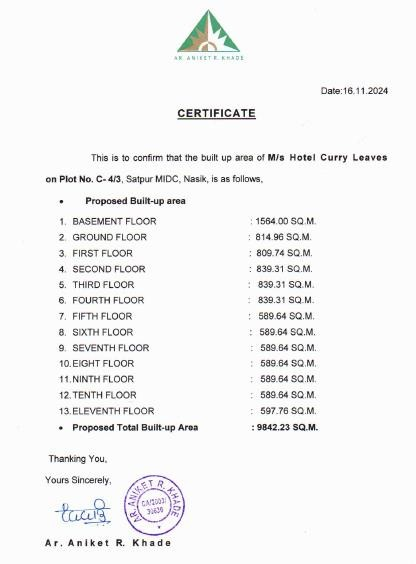 AR. ANIKET R. KHADE
Date:16.11.2024
CERTIFICATE
This is to confirm that the built up area of M/s Hotel Curry Leaves
on Plot No. C- 4/3, Satpur MIDC, Nasik, is as follows,
• Proposed Built-up area
1. BASEMENT FLOOR : 1564.00 SQ.M.
2. GROUND FLOOR : 814.96 SQ.M.
3. FIRST FLOOR : 809.74 SQ.M.
4. SECOND FLOOR : 839.31 SQ.M.
5. THIRD FLOOR : 839.31 SQ.M.
6. FOURTH FLOOR : 839.31 SQ.M.
7. FIFTH FLOOR : 589.64 SQ.M.
8. SIXTH FLOOR : 589.64 SQ.M.
9. SEVENTH FLOOR : 589.64 SQ.M.
10. EIGHT FLOOR : 589.64 SQ.M.
11. NINTH FLOOR : 589.64 SQ.M.
12. TENTH FLOOR : 589.64 SQ.M.
13. ELEVENTH FLOOR : 597.76 SQ.M.
• Proposed Total Built-up Area : 9842.23 SQ.M.
Thanking You,
Yours Sincerely,
AR. ANIKET R. KHADE
CA/2003/
30639
Ar. Aniket R. Khade